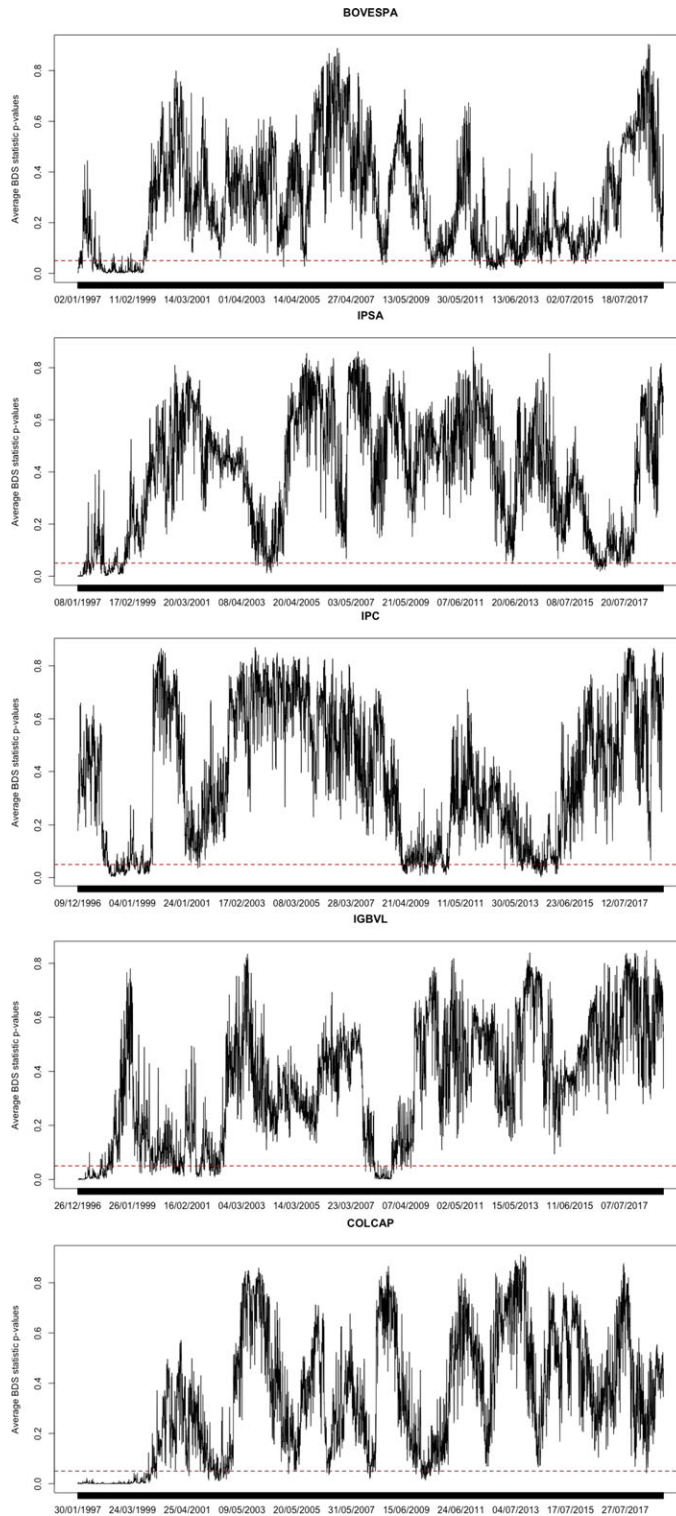 BOVESPA
Average BDS statistic p-values
0.8
0.6
0.4
0.2
0.0
02/01/1997 11/02/1999 14/03/2001 01/04/2003 14/04/2005 27/04/2007 13/05/2009 30/05/2011 13/06/2013 02/07/2015 18/07/2017
IPSA
Average BDS statistic p-values
0.8
0.6
0.4
0.2
0.0
08/01/1997 17/02/1999 20/03/2001 08/04/2003 20/04/2005 03/05/2007 21/05/2009 07/06/2011 20/06/2013 08/07/2015 20/07/2017
IPC
Average BDS statistic p-values
0.8
0.6
0.4
0.2
0.0
09/12/1996 04/01/1999 24/01/2001 17/02/2003 08/03/2005 28/03/2007 21/04/2009 11/05/2011 30/05/2013 23/06/2015 12/07/2017
IGBVL
Average BDS statistic p-values
0.8
0.6
0.4
0.2
0.0
26/12/1996 26/01/1999 16/02/2001 04/03/2003 14/03/2005 23/03/2007 07/04/2009 02/05/2011 15/05/2013 11/06/2015 07/07/2017
COLCAP
Average BDS statistic p-values
0.8
0.6
0.4
0.2
0.0
30/01/1997 24/03/1999 25/04/2001 09/05/2003 20/05/2005 31/05/2007 15/06/2009 24/06/2011 04/07/2013 17/07/2015 27/07/2017